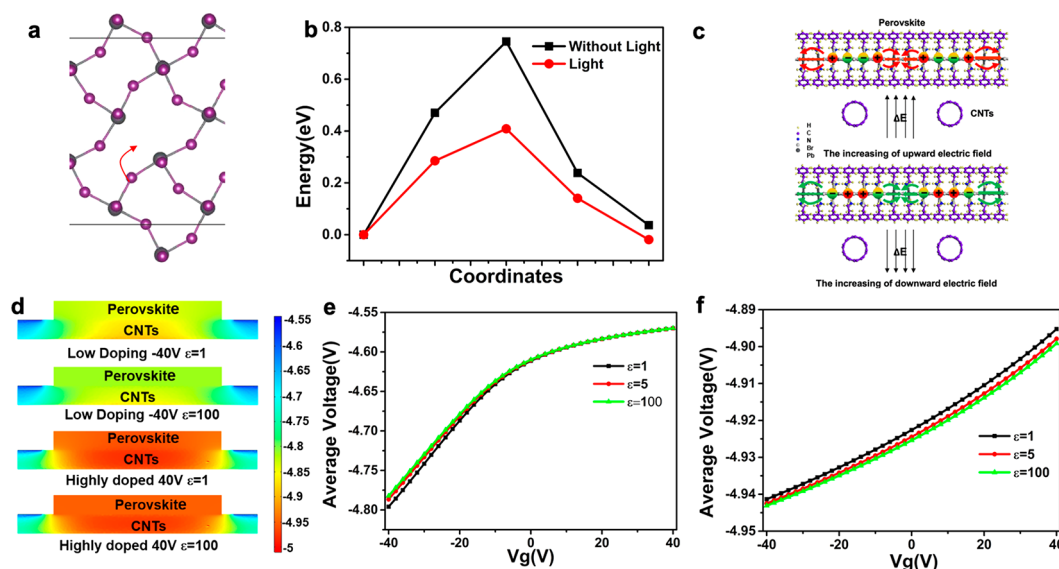 a
b
Energy(eV)
0.8
0.6
0.4
0.2
0.0
Without Light
Light
Coordinates
c
Perovskite
CNTs
ΔE
H
C
N
Br
Pb
The increasing of upward electric field
ΔE
The increasing of downward electric field
d
Perovskite
CNTs
Low Doping -40V ε=1
Perovskite
CNTs
Low Doping -40V ε=100
Perovskite
CNTs
Highly doped 40V ε=1
Perovskite
CNTs
Highly doped 40V ε=100
-4.55
-4.6
-4.65
-4.7
-4.75
-4.8
-4.85
-4.9
-4.95
-5
e
Average Voltage(V)
-4.55
-4.60
-4.65
-4.70
-4.75
-4.80
ε=1
ε=5
ε=100
-40
-20
0
20
40
Vg(V)
f
Average Voltage(V)
-4.89
-4.90
-4.91
-4.92
-4.93
-4.94
-4.95
ε=1
ε=5
ε=100
-40
-20
0
20
40
Vg(V)